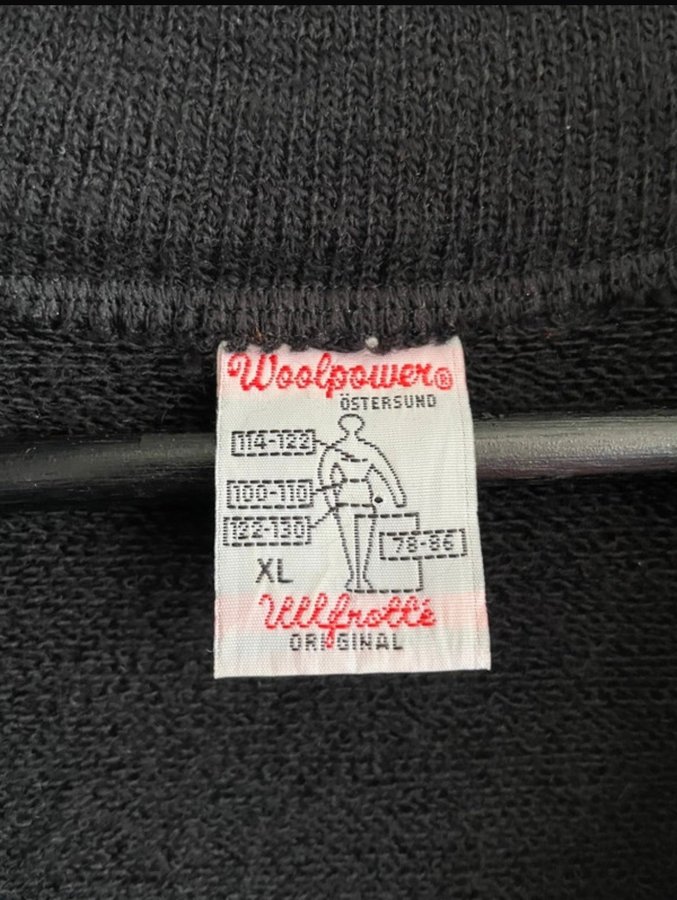 Woolpower®
ÖSTERSUND
114-122
100-110
122-130
78-86
XL
Ullfrotté
ORIGINAL